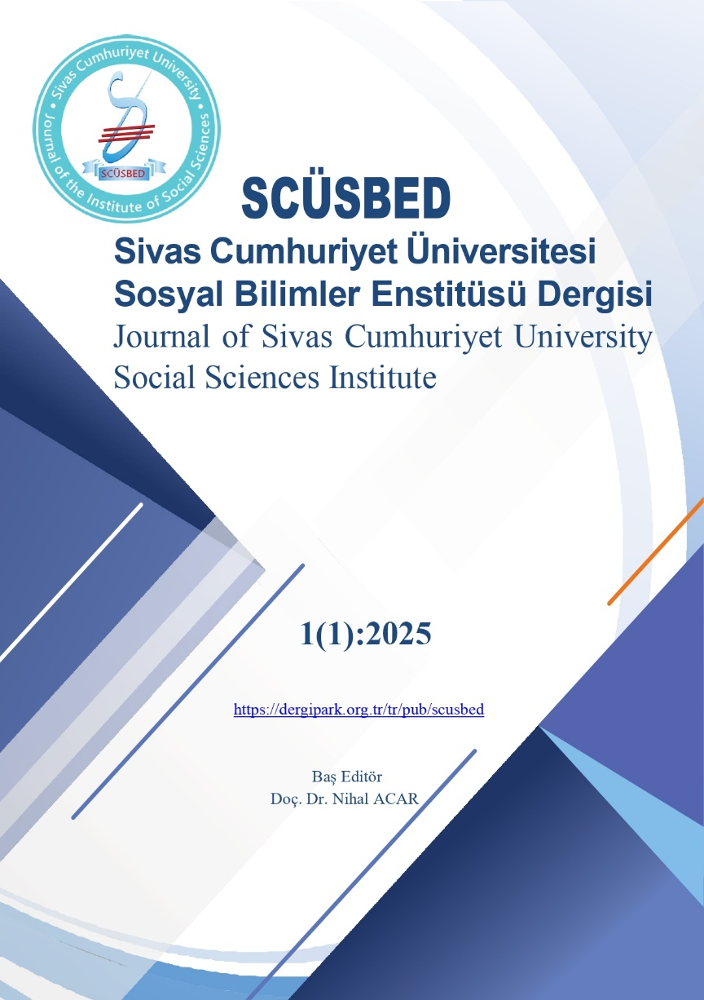 • Sivas Cumhuriyet University •
Journal of the Institute of Social Sciences
SCÜSBED
SCÜSBED
Sivas Cumhuriyet Üniversitesi
Sosyal Bilimler Enstitüsü Dergisi
Journal of Sivas Cumhuriyet University
Social Sciences Institute
1(1):2025
https://dergipark.org.tr/tr/pub/scusbed
Baş Editör
Doç. Dr. Nihal ACAR